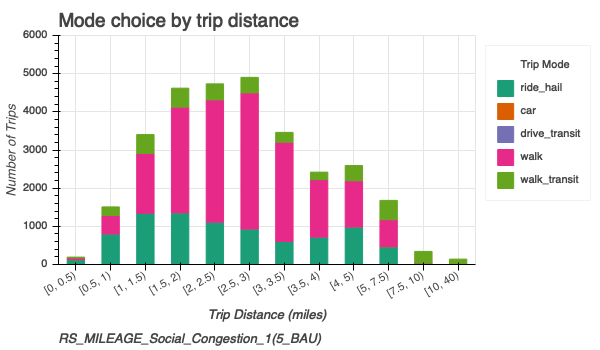 Mode choice by trip distance
6000
5000
4000
3000
2000
1000
0
Number of Trips
[0, 0.5)
[0.5, 1)
[1, 1.5)
[1.5, 2)
[2, 2.5)
[2.5, 3)
[3, 3.5)
[3.5, 4)
[4, 5)
[5, 7.5)
[7.5, 10)
[10, 40)
Trip Distance (miles)
RS_MILEAGE_Social_Congestion_1(5_BAU)
Trip Mode
ride_hail
car
drive_transit
walk
walk_transit